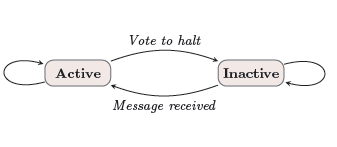 Vote to halt
Active
Inactive
Message received